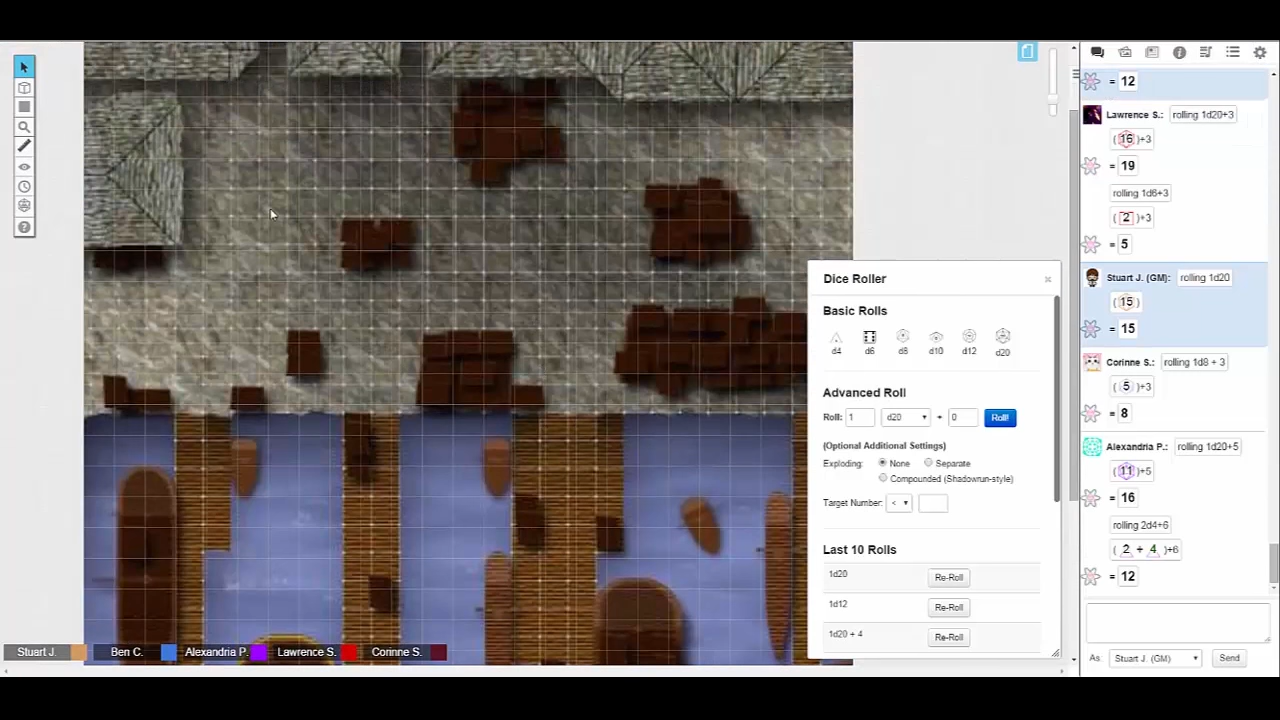 = 12
Lawrence S.: rolling 1d20+3
(16)+3
= 19
rolling 1d6+3
(2)+3
= 5
Stuart J. (GM): rolling 1d20
(15)
= 15
Corinne S.: rolling 1d8 + 3
(5)+3
= 8
Alexandria P.: rolling 1d20+5
(11)+5
= 16
rolling 2d4+6
(2 + 4)+6
= 12
As: Stuart J. (GM) Send
Dice Roller ×
Basic Rolls
d4 d6 d8 d10 d12 d20
Advanced Roll
Roll: 1 d20 + 0 Roll!
(Optional Additional Settings)
Exploding: None Separate
Compounded (Shadowrun-style)
Target Number: <
Last 10 Rolls
1d20 Re-Roll
1d12 Re-Roll
1d20 + 4 Re-Roll
Stuart J. Ben C. Alexandria P. Lawrence S. Corinne S.